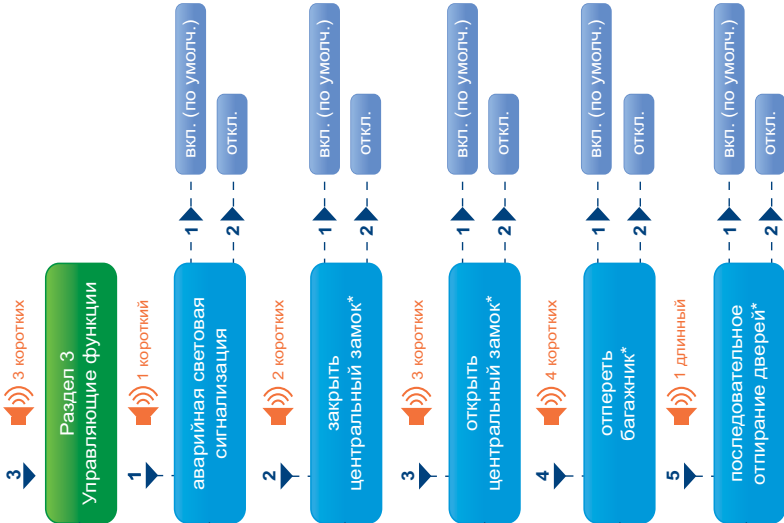 3
3 коротких
Раздел 3
Управляющие функции
1
1 короткий
аварийная световая
сигнализация
1
вкл. (по умолч.)
2
откл.
2
2 коротких
закрыть
центральный замок*
1
вкл. (по умолч.)
2
откл.
3
3 коротких
открыть
центральный замок*
1
вкл. (по умолч.)
2
откл.
4
4 коротких
отпереть
багажник*
1
вкл. (по умолч.)
2
откл.
5
1 длинный
последовательное
отпирание дверей*
1
вкл. (по умолч.)
2
откл.